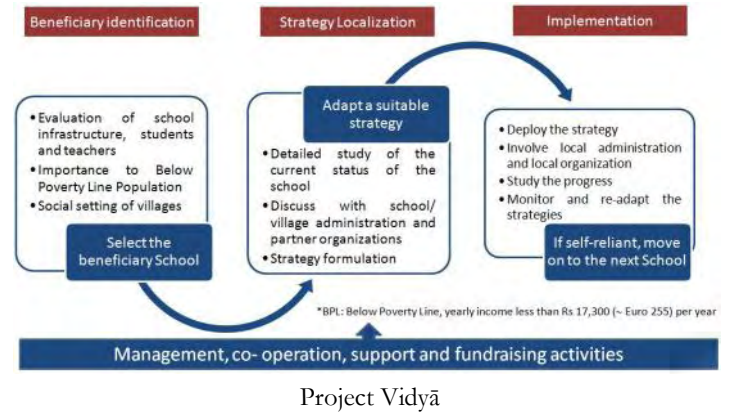 Beneficiary identification
Strategy Localization
Implementation
•Evaluation of school
infrastructure, students
and teachers
•Importance to Below
Poverty Line Population
•Social setting of villages
Select the
beneficiary School
Adapt a suitable
strategy
•Detailed study of the
current status of the
school
•Discuss with school/
village administration and
partner organizations
•Strategy formulation
•Deploy the strategy
•Involve local administration
and local organization
•Study the progress
•Monitor and re-adapt the
strategies
If self-reliant, move
on to the next School
*BPL: Below Poverty Line, yearly income less than Rs 17,300 (~ Euro 255) per year
Management, co- operation, support and fundraising activities
Project Vidyā